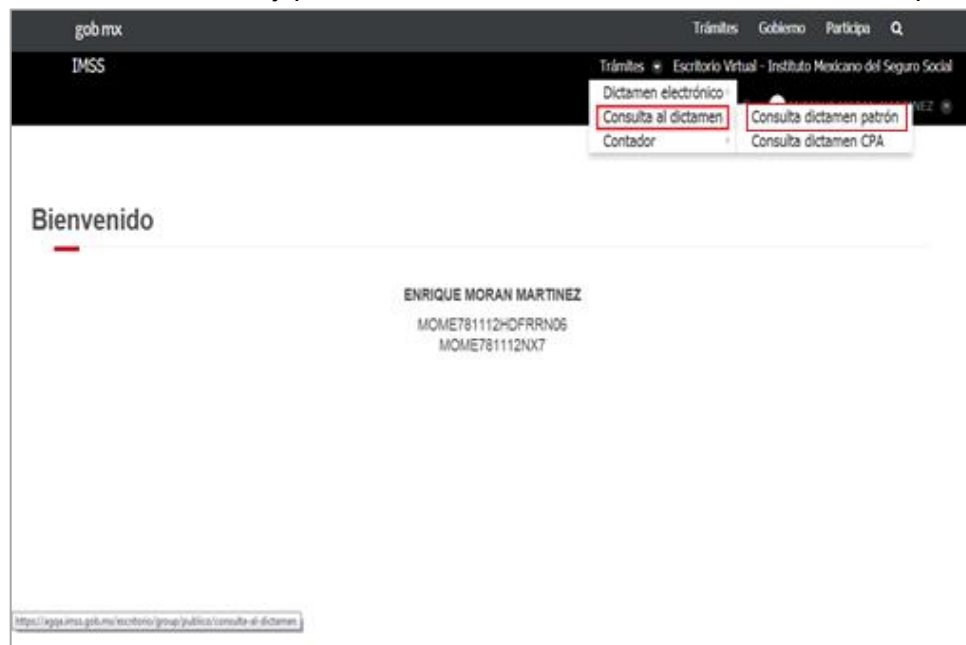 gob mx
Trámites Gobierno Participa
IMSS
Trámites Escritorio Virtual - Instituto Mexicano del Seguro Social
Dictamen electrónico
Consulta al dictamen
Contador
Consulta dictamen patrón
Consulta dictamen CPA
Bienvenido
ENRIQUE MORAN MARTINEZ
MOME781112HDFRRN06
MOME781112NX7